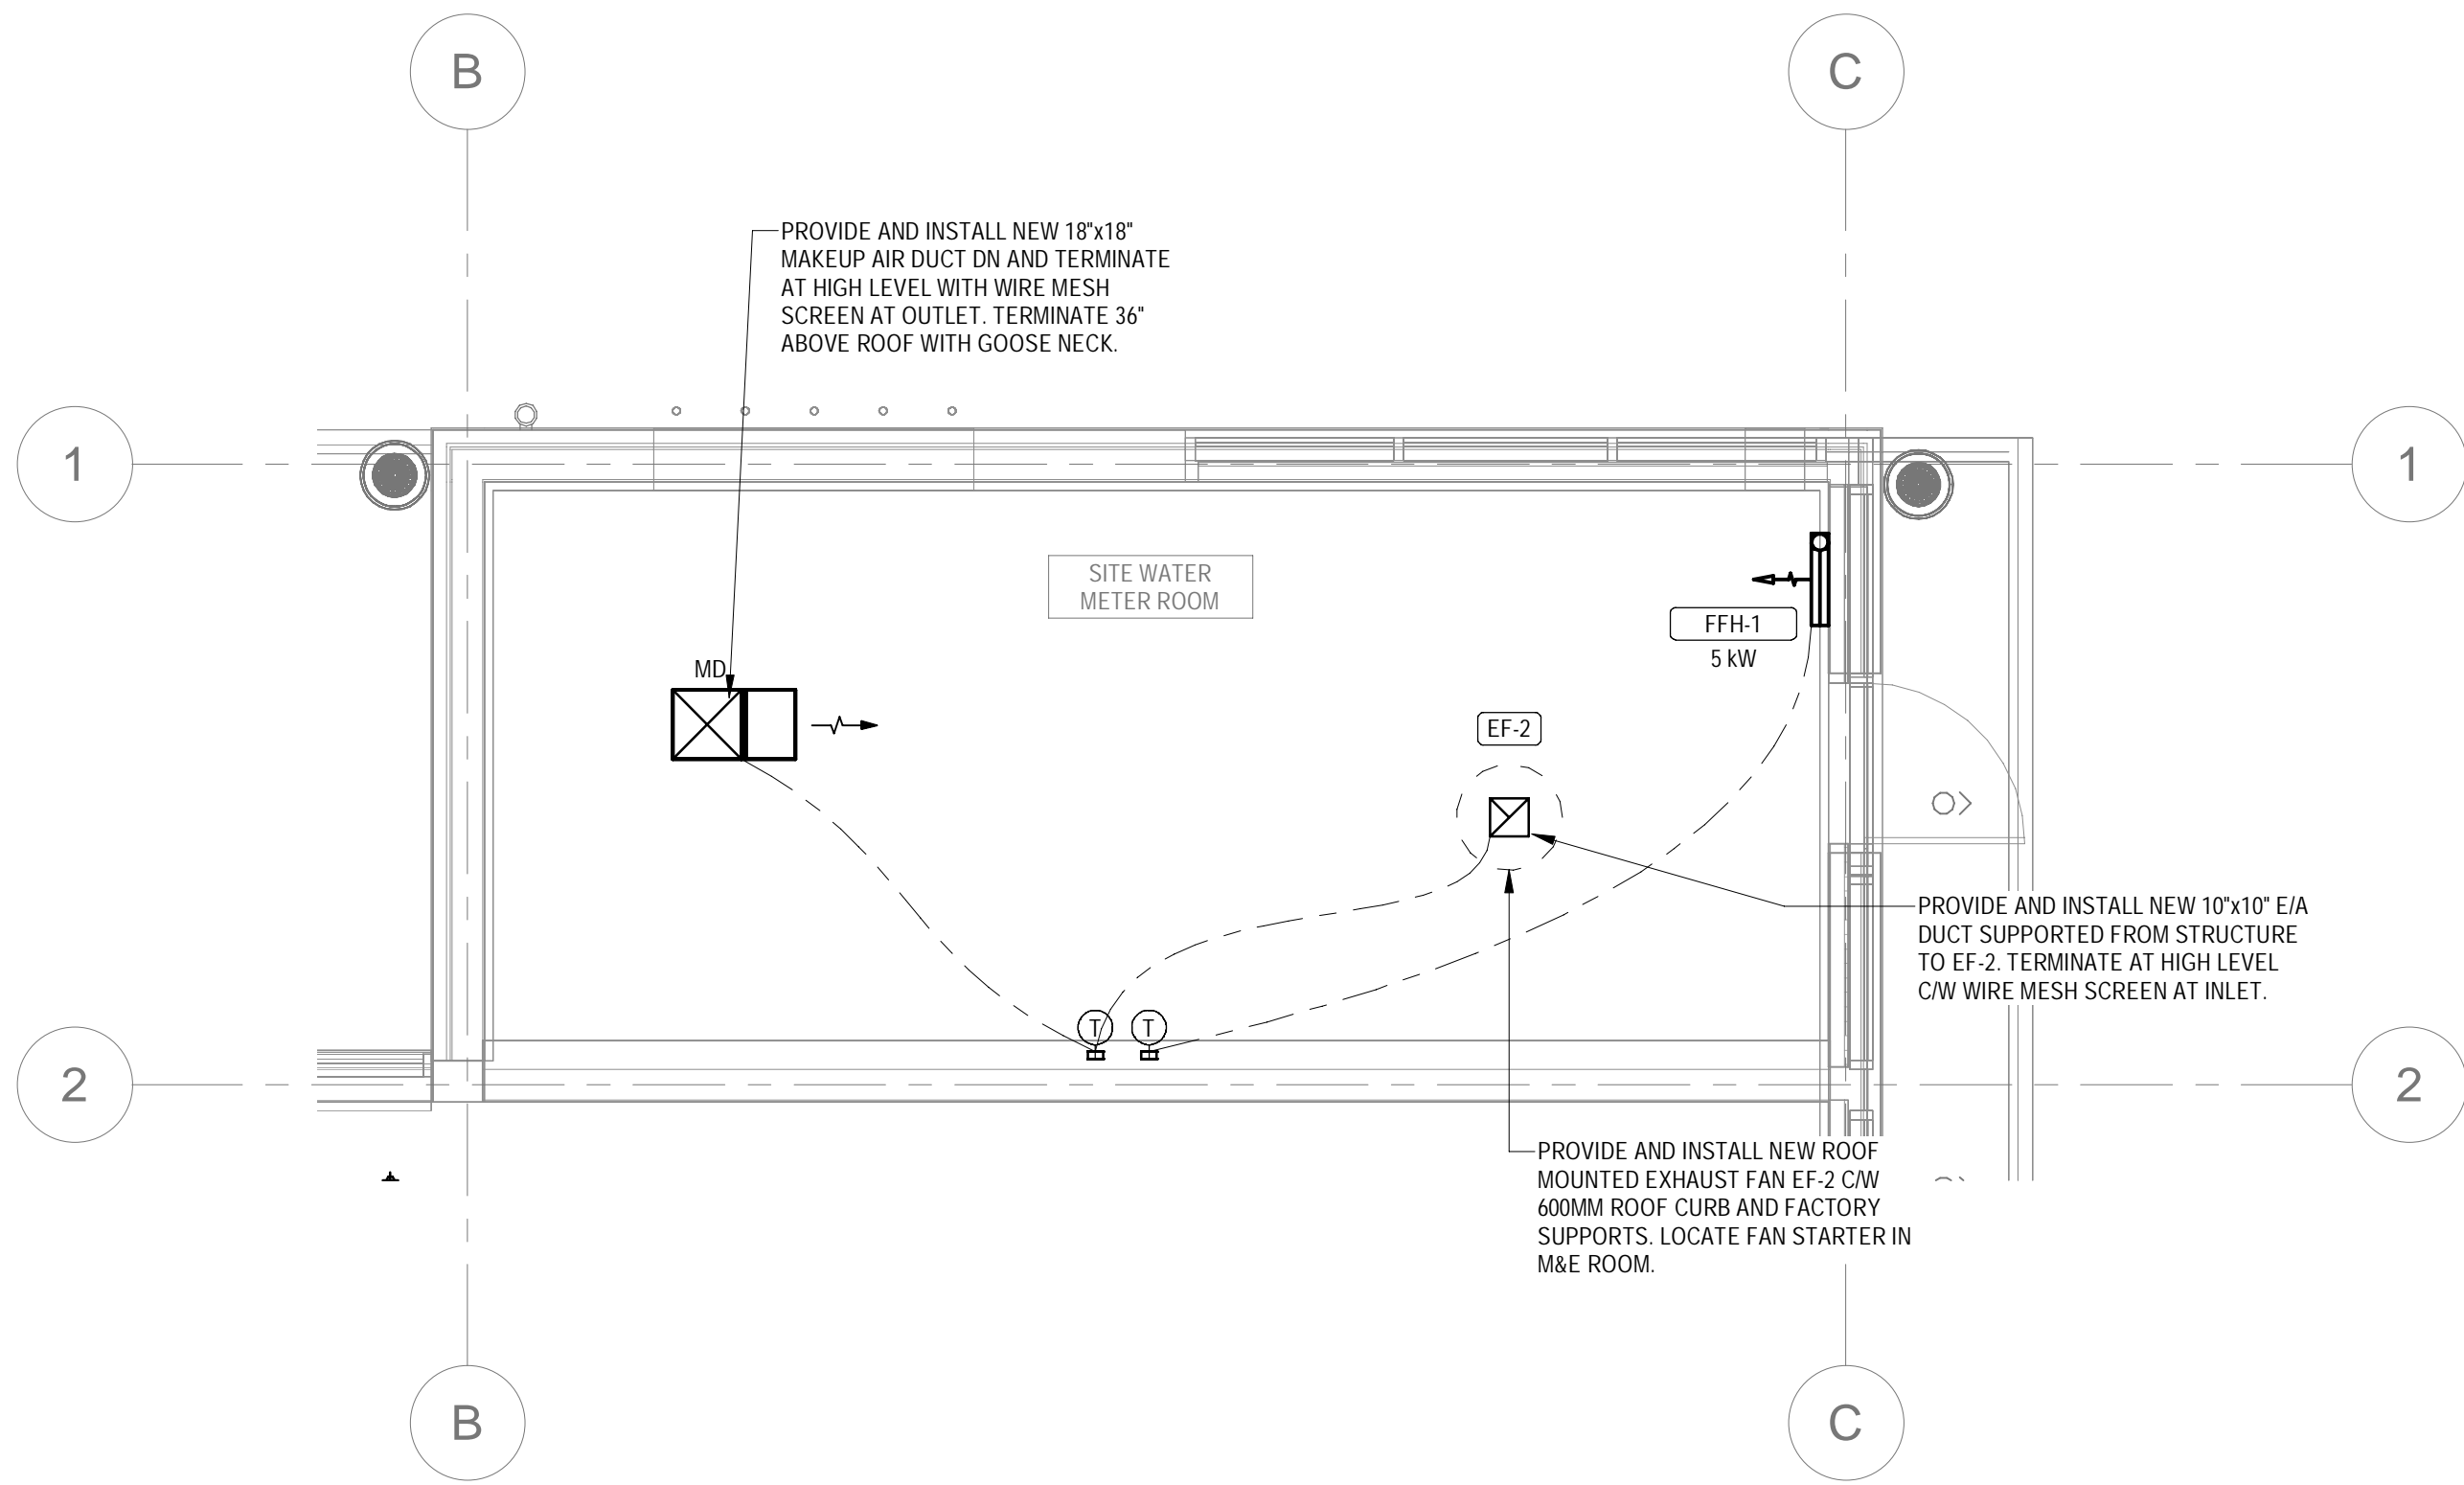 B
C
PROVIDE AND INSTALL NEW 18"x18"
MAKEUP AIR DUCT DN AND TERMINATE
AT HIGH LEVEL WITH WIRE MESH
SCREEN AT OUTLET. TERMINATE 36"
ABOVE ROOF WITH GOOSE NECK.
1
1
SITE WATER
METER ROOM
FFH-1
5 kW
MD
EF-2
PROVIDE AND INSTALL NEW 10"x10" E/A
DUCT SUPPORTED FROM STRUCTURE
TO EF-2. TERMINATE AT HIGH LEVEL
C/W WIRE MESH SCREEN AT INLET.
T
T
2
2
PROVIDE AND INSTALL NEW ROOF
MOUNTED EXHAUST FAN EF-2 C/W
600MM ROOF CURB AND FACTORY
SUPPORTS. LOCATE FAN STARTER IN
M&E ROOM.
B
C